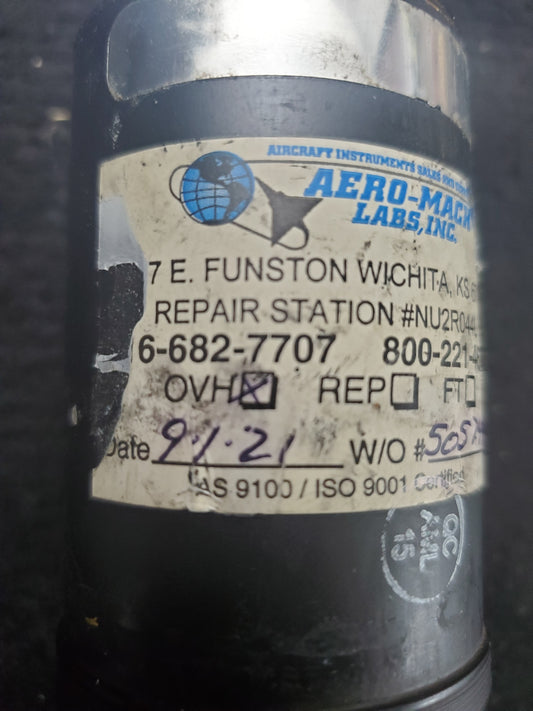 AIRCRAFT INSTRUMENTS SALES AND
AERO-MACH
LABS, INC.
7 E. FUNSTON WICHITA, KS
REPAIR STATION #NU2R044
6-682-7707 800-221-
OVH REP FT
Date 9.1.21 W/O # 505
AS 9100 / ISO 9001 Certified
QC
AML
15